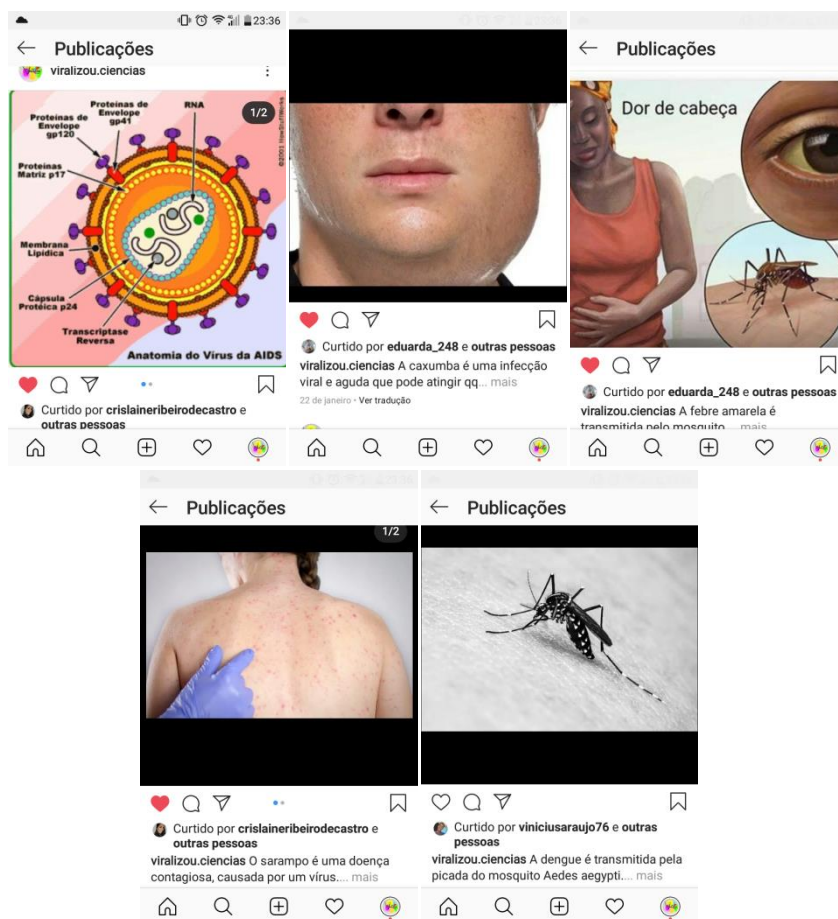 23:36
Publicações
viralizou.ciencias
1/2
Proteínas de
Envelope
gp120
Proteínas de
Envelope
gp41
RNA
Proteínas
Matriz p17
Membrana
Lipídica
Cápsula
Protéica p24
Transcriptase
Reversa
Anatomia do Vírus da AIDS
Curtido por crislaineribeirodecastro e
outras pessoas
Curtido por eduarda_248 e outras pessoas
viralizou.ciencias A caxumba é uma infecção
viral e aguda que pode atingir qq... mais
22 de janeiro • Ver tradução
Publicações
Dor de cabeça
Curtido por eduarda_248 e outras pessoas
viralizou.ciencias A febre amarela é
transmitida pelo mosquito... mais
Publicações
1/2
Curtido por crislaineribeirodecastro e
outras pessoas
viralizou.ciencias O sarampo é uma doença
contagiosa, causada por um vírus.... mais
Publicações
Curtido por viniciusaraujo76 e outras
pessoas
viralizou.ciencias A dengue é transmitida pela
picada do mosquito Aedes aegypti.... mais